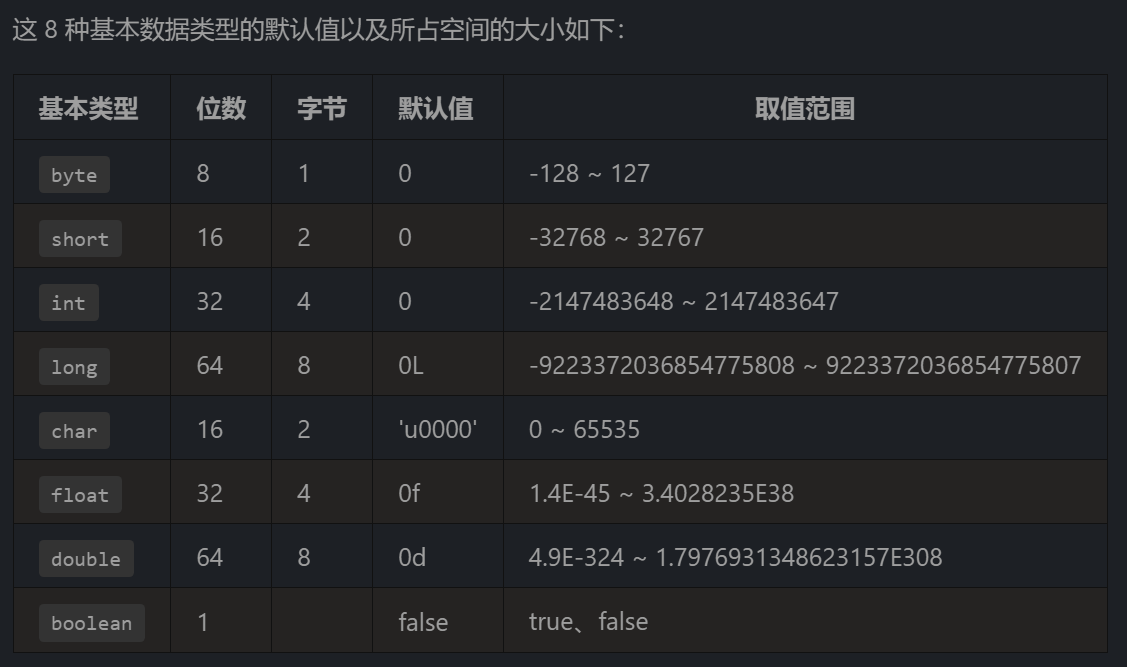 这 8 种基本数据类型的默认值以及所占空间的大小如下：
基本类型 位数 字节 默认值 取值范围
byte 8 1 0 -128 ~ 127
short 16 2 0 -32768 ~ 32767
int 32 4 0 -2147483648 ~ 2147483647
long 64 8 0L -9223372036854775808 ~ 9223372036854775807
char 16 2 'u0000' 0 ~ 65535
float 32 4 0f 1.4E-45 ~ 3.4028235E38
double 64 8 0d 4.9E-324 ~ 1.7976931348623157E308
boolean 1 false true、false